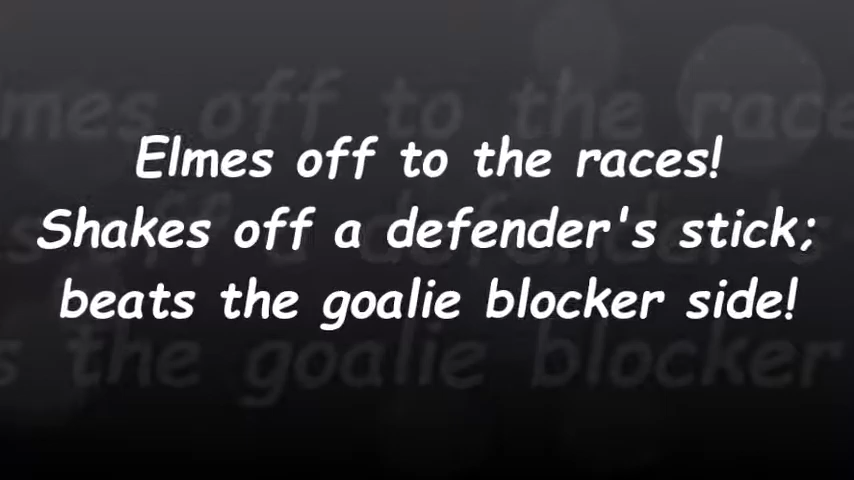 Elmes off to the races!
Shakes off a defender's stick;
beats the goalie blocker side!